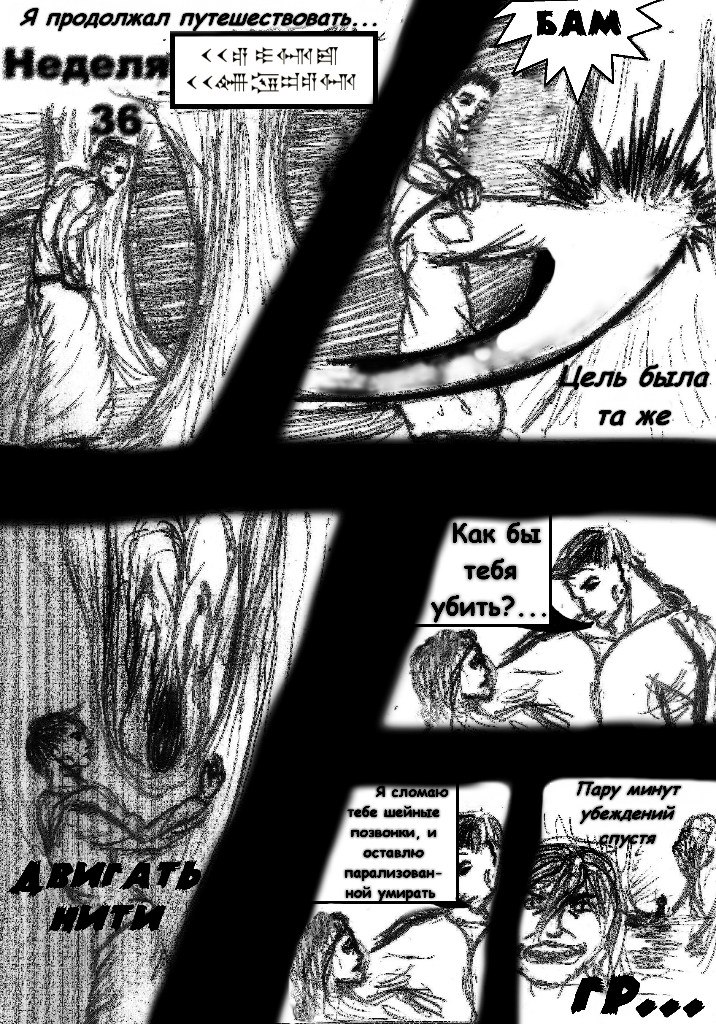 Я продолжал путешествовать...
Неделя
36
БАМ
Цель была
та же
ДВИГАТЬ
НИТИ
Как бы
тебя
убить?...
Я сломаю
тебе шейные
позвонки, и
оставлю
парализован-
ной умирать
Пару минут
убеждений
спустя
ГР...